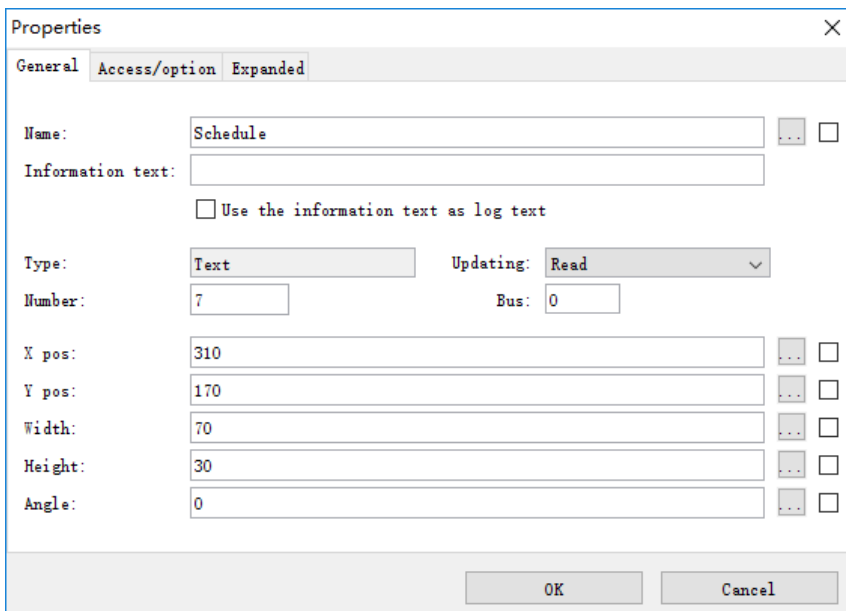 Properties
General Access/option Expanded
Name: Schedule ...
Information text:
Use the information text as log text
Type: Text Updating: Read
Number: 7 Bus: 0
X pos: 310 ...
Y pos: 170 ...
Width: 70 ...
Height: 30 ...
Angle: 0 ...
OK Cancel